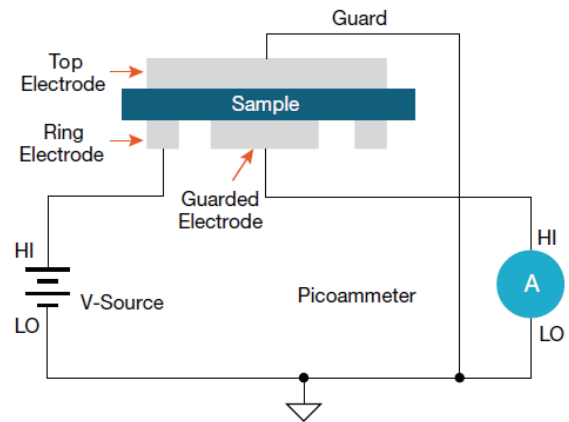 Guard
Top
Electrode
Sample
Ring
Electrode
Guarded
Electrode
HI
HI
V-Source
Picoammeter
A
LO
LO